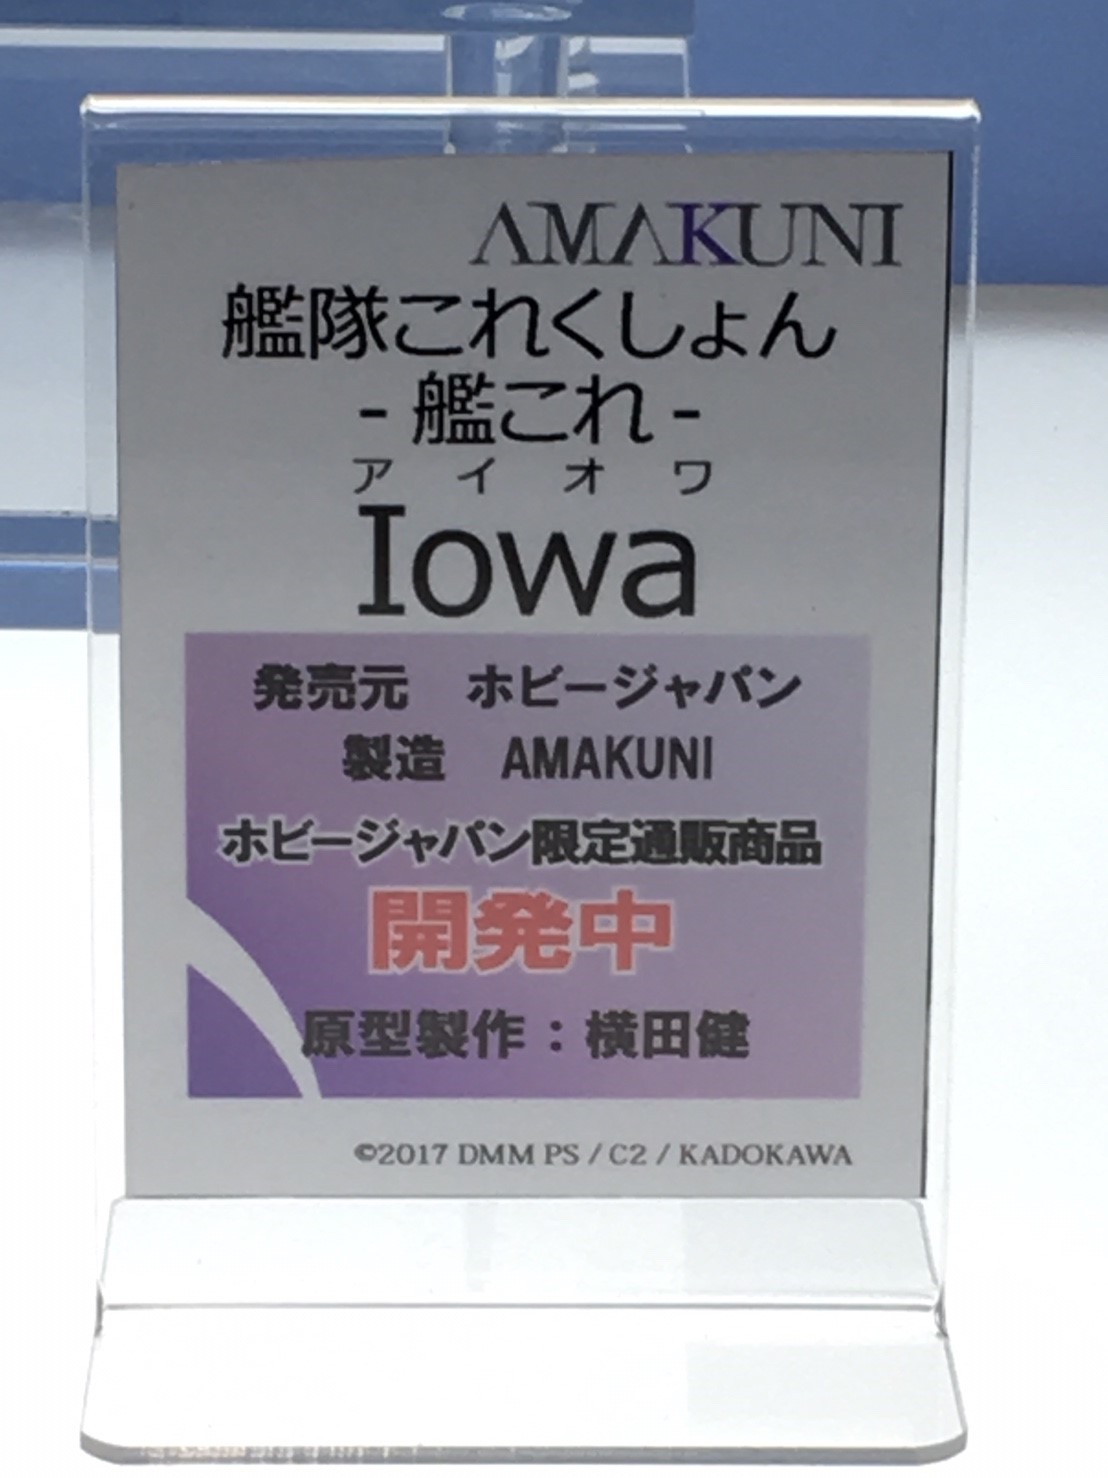 AMAKUNI
艦隊これくしょん
- 艦これ -
アイオワ
Iowa
発売元　ホビージャパン
製造　AMAKUNI
ホビージャパン限定通販商品
開発中
原型製作：横田健
©2017 DMM PS / C2 / KADOKAWA